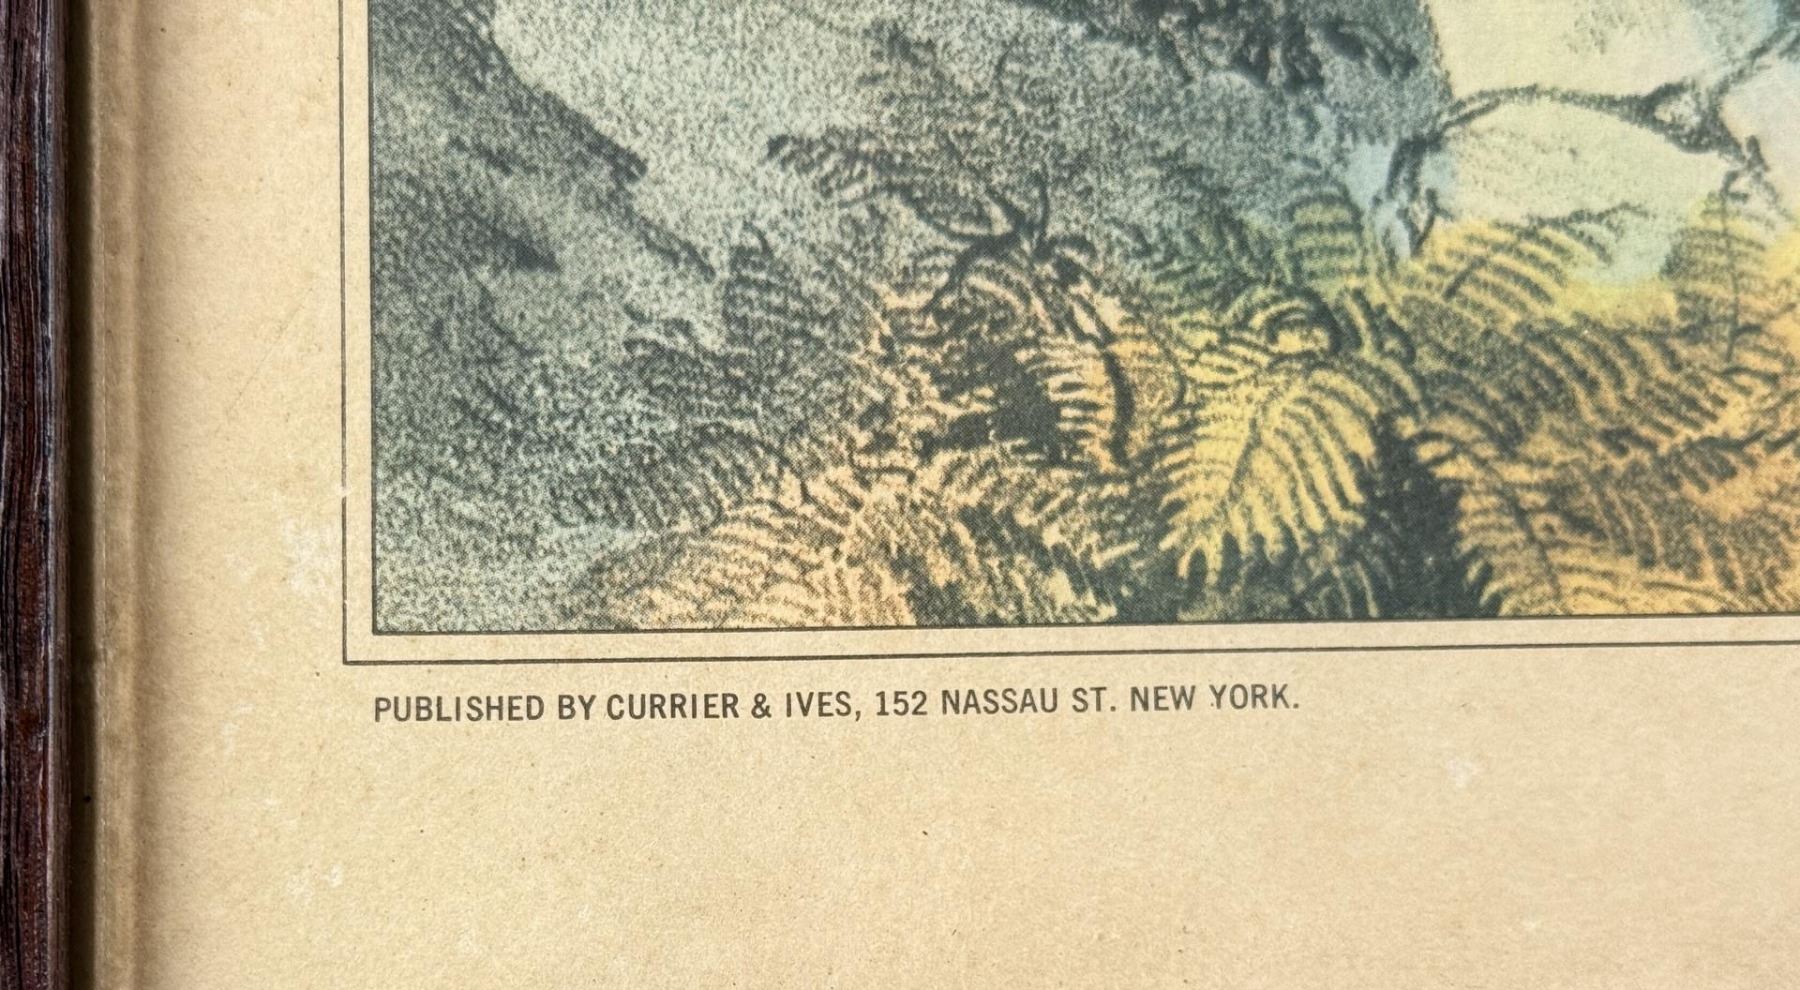 PUBLISHED BY CURRIER & IVES, 152 NASSAU ST. NEW YORK.